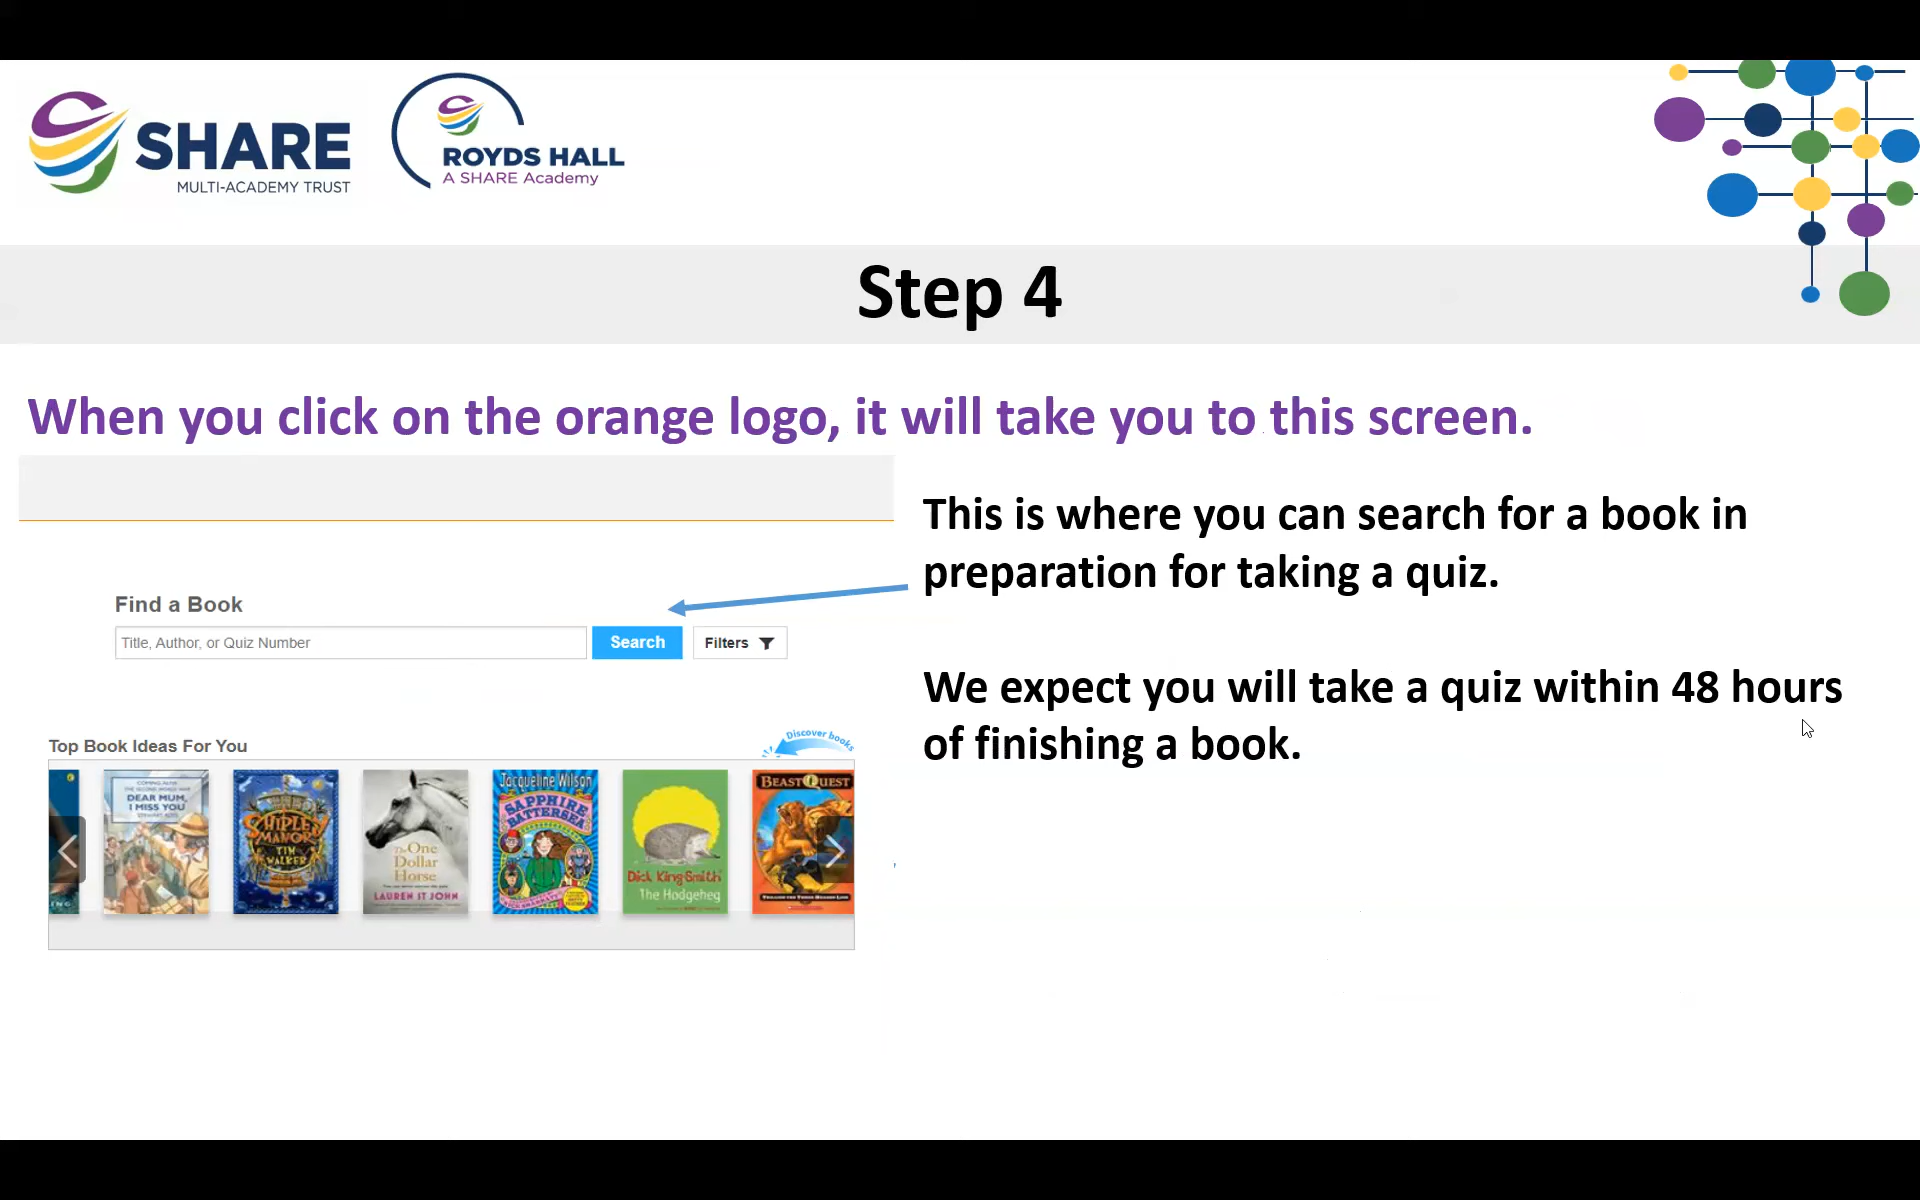 SHARE
MULTI-ACADEMY TRUST
ROYDS HALL
A SHARE Academy
Step 4
When you click on the orange logo, it will take you to this screen.
This is where you can search for a book in
preparation for taking a quiz.
We expect you will take a quiz within 48 hours
of finishing a book.
Find a Book
Title, Author, or Quiz Number
Search
Filters
Top Book Ideas For You
Discover books
DEAR MUM,
I MISS YOU
SHIPLEY
MANOR
TIM
WALKER
The One
Dollar
Horse
LAUREN ST JOHN
Jacqueline Wilson
SAPPHIRE
BATTERSEA
Dick King-Smith
The Hodgeheg
BEAST QUEST